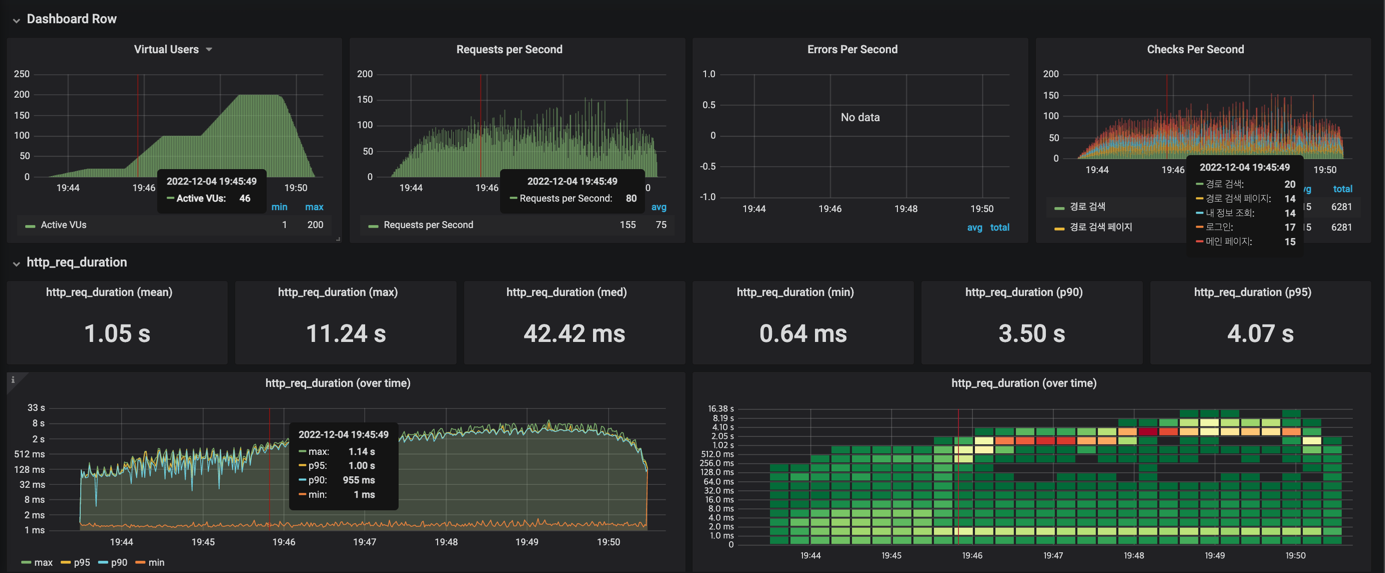 Dashboard Row
Virtual Users
250
200
150
100
50
0
19:44
19:46
19:50
2022-12-04 19:45:49
Active VUs: 46
min max
Active VUs 1 200
Requests per Second
200
150
100
50
0
19:44
19:46
0
2022-12-04 19:45:49
Requests per Second: 80
avg
Requests per Second 155 75
Errors Per Second
1.0
0.5
0
-0.5
-1.0
No data
19:44 19:46 19:48 19:50
avg total
Checks Per Second
200
150
100
50
0
19:44
19:46
19:50
2022-12-04 19:45:49
경로 검색: 20
경로 검색 페이지: 14
내 정보 조회: 14
로그인: 17
메인 페이지: 15
vg total
경로 검색 15 6281
경로 검색 페이지 15 6281
http_req_duration
http_req_duration (mean)
1.05 s
http_req_duration (max)
11.24 s
http_req_duration (med)
42.42 ms
http_req_duration (min)
0.64 ms
http_req_duration (p90)
3.50 s
http_req_duration (p95)
4.07 s
i
http_req_duration (over time)
33 s
8 s
2 s
512 ms
128 ms
32 ms
8 ms
2 ms
1 ms
2022-12-04 19:45:49
max: 1.14 s
p95: 1.00 s
p90: 955 ms
min: 1 ms
19:44 19:45 19:46 19:47 19:48 19:49 19:50
max p95 p90 min
http_req_duration (over time)
16.38 s
8.19 s
4.10 s
2.05 s
1.02 s
512.0 ms
256.0 ms
128.0 ms
64.0 ms
32.0 ms
16.0 ms
8.0 ms
4.0 ms
2.0 ms
1.0 ms
0
19:44 19:45 19:46 19:47 19:48 19:49 19:50